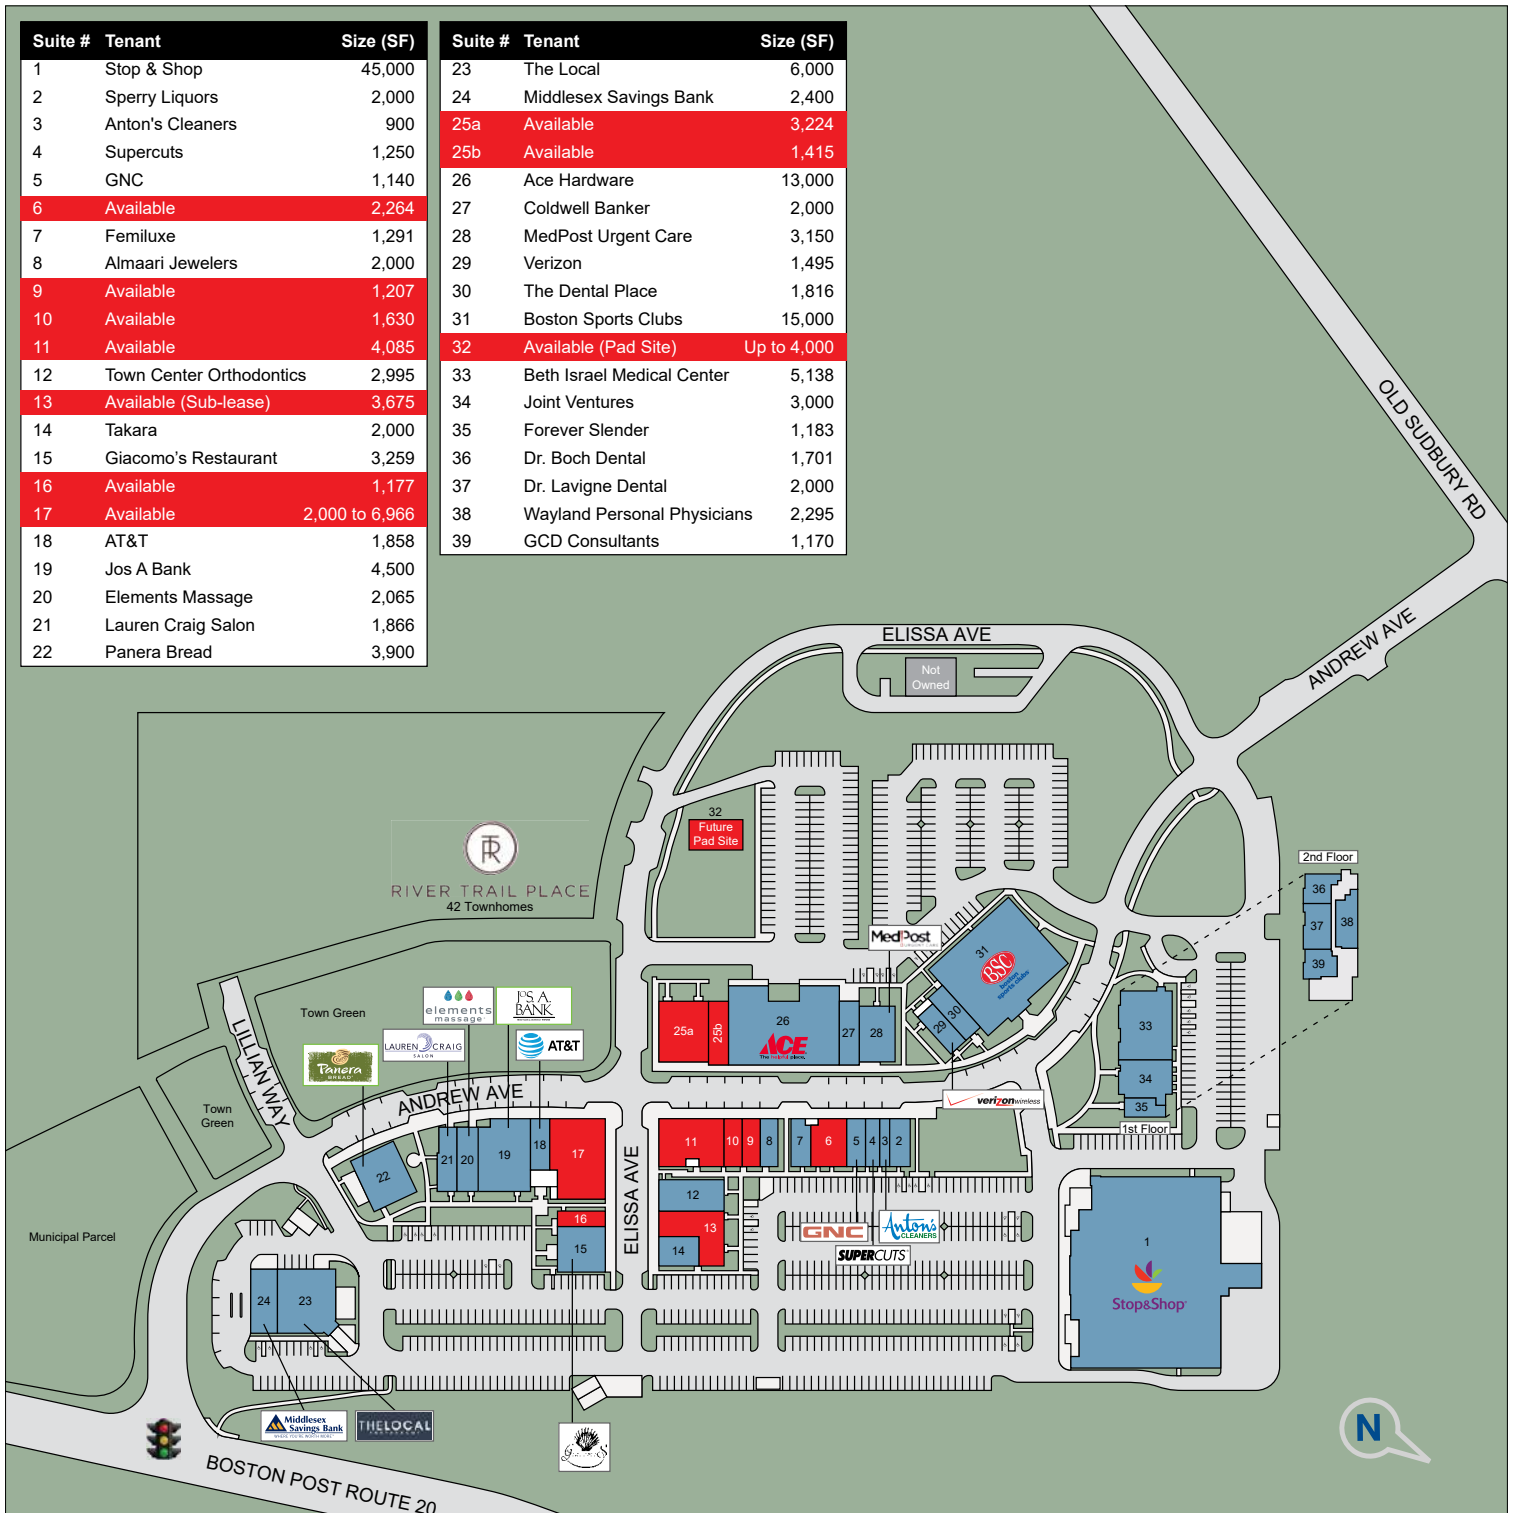 Suite # Tenant Size (SF)
1 Stop & Shop 45,000
2 Sperry Liquors 2,000
3 Anton's Cleaners 900
4 Supercuts 1,250
5 GNC 1,140
6 Available 2,264
7 Femiluxe 1,291
8 Almaari Jewelers 2,000
9 Available 1,207
10 Available 1,630
11 Available 4,085
12 Town Center Orthodontics 2,995
13 Available (Sub-lease) 3,675
14 Takara 2,000
15 Giacomo’s Restaurant 3,259
16 Available 1,177
17 Available 2,000 to 6,966
18 AT&T 1,858
19 Jos A Bank 4,500
20 Elements Massage 2,065
21 Lauren Craig Salon 1,866
22 Panera Bread 3,900
Suite # Tenant Size (SF)
23 The Local 6,000
24 Middlesex Savings Bank 2,400
25a Available 3,224
25b Available 1,415
26 Ace Hardware 13,000
27 Coldwell Banker 2,000
28 MedPost Urgent Care 3,150
29 Verizon 1,495
30 The Dental Place 1,816
31 Boston Sports Clubs 15,000
32 Available (Pad Site) Up to 4,000
33 Beth Israel Medical Center 5,138
34 Joint Ventures 3,000
35 Forever Slender 1,183
36 Dr. Boch Dental 1,701
37 Dr. Lavigne Dental 2,000
38 Wayland Personal Physicians 2,295
39 GCD Consultants 1,170
OLD SUDBURY RD
ANDREW AVE
ELISSA AVE
Not
Owned
32
Future
Pad Site
TR
RIVER TRAIL PLACE
42 Townhomes
2nd Floor
36
37
38
39
MedPost
31
BSC
boston
sports clubs
30
29
25a
25b
26
ACE
The helpful place.
27
28
33
34
35
1st Floor
verizonwireless
Town Green
elements
massage
JOS. A.
BANK
LAUREN CRAIG
SALON
AT&T
Panera
BREAD
LILLIAN WAY
Town
Green
ANDREW AVE
22
21
20
19
18
17
16
15
ELISSA AVE
11
10
9
8
7
6
5
4
3
2
12
13
14
GNC
Anton's
CLEANERS
SUPERCUTS
1
Stop&Shop
Municipal Parcel
24
23
Middlesex
Savings Bank
WHERE YOU'RE WORTH MORE
THE LOCAL
N
BOSTON POST ROUTE 20